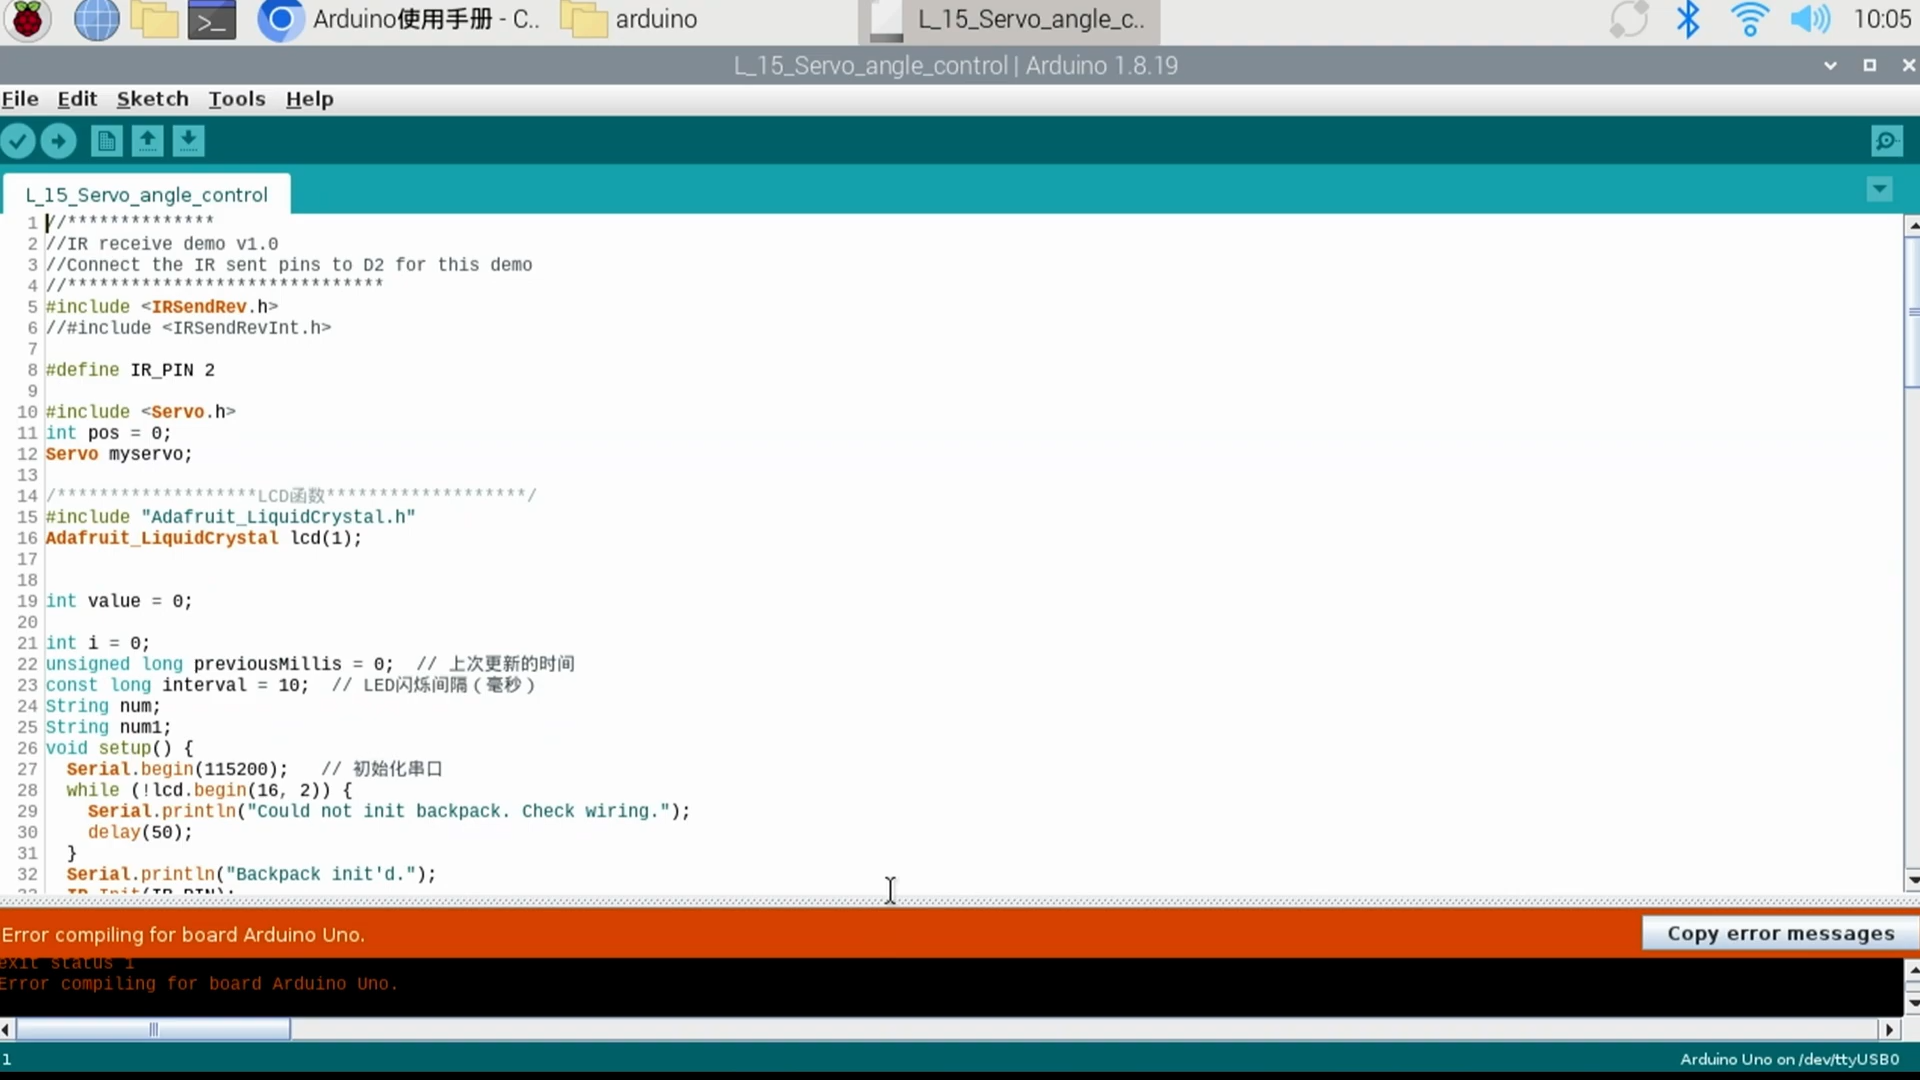 Arduino使用手册 - C..
arduino
L_15_Servo_angle_c..
10:05
L_15_Servo_angle_control | Arduino 1.8.19
File Edit Sketch Tools Help
L_15_Servo_angle_control
1 //**************
2 //IR receive demo v1.0
3 //Connect the IR sent pins to D2 for this demo
4 //******************************
5 #include <IRSendRev.h>
6 //#include <IRSendRevInt.h>
7
8 #define IR_PIN 2
9
10 #include <Servo.h>
11 int pos = 0;
12 Servo myservo;
13
14 /*******************LCD函数*******************/
15 #include "Adafruit_LiquidCrystal.h"
16 Adafruit_LiquidCrystal lcd(1);
17
18
19 int value = 0;
20
21 int i = 0;
22 unsigned long previousMillis = 0;  // 上次更新的时间
23 const long interval = 10;  // LED闪烁间隔（毫秒）
24 String num;
25 String num1;
26 void setup() {
27   Serial.begin(115200);   // 初始化串口
28   while (!lcd.begin(16, 2)) {
29     Serial.println("Could not init backpack. Check wiring.");
30     delay(50);
31   }
32   Serial.println("Backpack init'd.");
33   IR.Init(IR_PIN);
Error compiling for board Arduino Uno.
Copy error messages
exit status 1
Error compiling for board Arduino Uno.
1
Arduino Uno on /dev/ttyUSB0